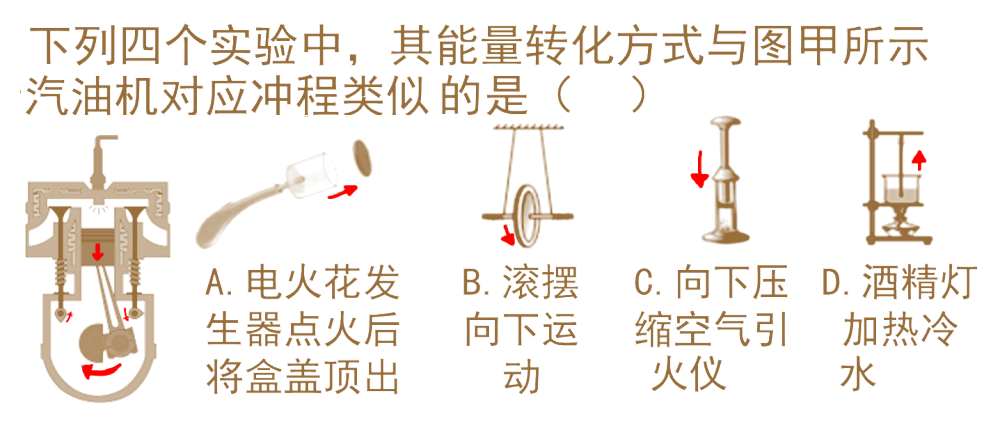 下列四个实验中，其能量转化方式与图甲所示
汽油机对应冲程类似的是（　）
A.电火花发
生器点火后
将盒盖顶出
B.滚摆
向下运
动
C.向下压
缩空气引
火仪
D.酒精灯
加热冷
水